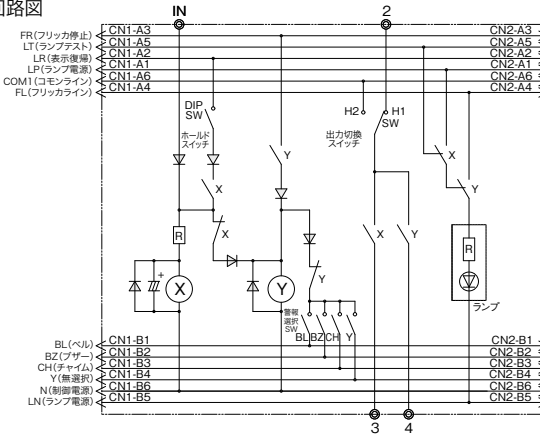 回路図
IN
2
FR(フリッカ停止) CN1-A3 CN2-A3
LT(ランプテスト) CN1-A5 CN2-A5
LR(表示復帰) CN1-A2 CN2-A2
LP(ランプ電源) CN1-A1 CN2-A1
COM1(コモンライン) CN1-A6 CN2-A6
FL(フリッカライン) CN1-A4 CN2-A4
DIP
SW
ホールド
スイッチ
H2 H1
SW
出力切換
スイッチ
Y
X
X
Y
X
X
Y
R
R
+
X
Y
Y
ランプ
警報
選択
SW
BL BZ CH Y
BL(ベル) CN1-B1 CN2-B1
BZ(ブザー) CN1-B2 CN2-B2
CH(チャイム) CN1-B3 CN2-B3
Y(無選択) CN1-B4 CN2-B4
N(制御電源) CN1-B6 CN2-B6
LN(ランプ電源) CN1-B5 CN2-B5
3 4